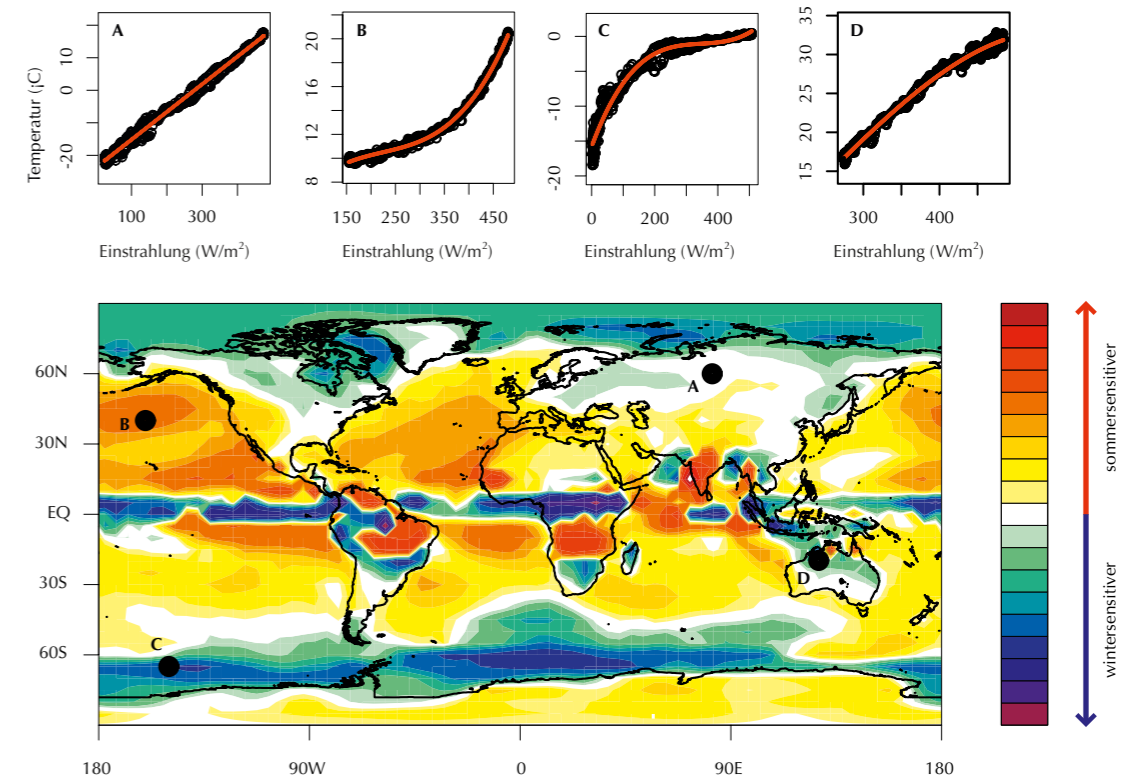 A
B
C
D
Temperatur (¡C)
10
0
-20
20
16
12
8
0
-10
-20
35
30
25
20
15
100 300
150 250 350 450
0 200 400
300 400
Einstrahlung (W/m²)
Einstrahlung (W/m²)
Einstrahlung (W/m²)
Einstrahlung (W/m²)
60N
30N
EQ
30S
60S
A
B
D
C
180 90W 0 90E 180
sommersensitiver
wintersensitiver